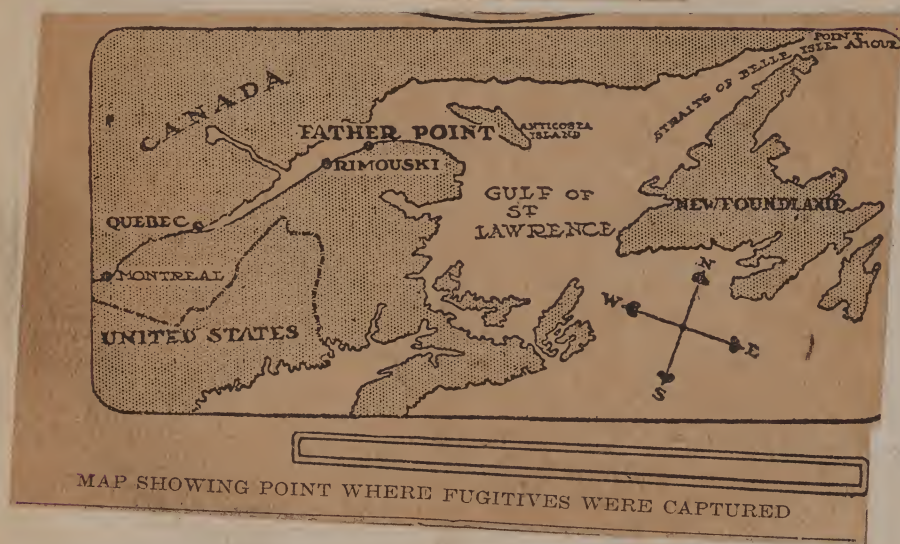 CANADA
POINT
AMOUR
STRAITS OF BELLE ISLE
FATHER POINT
ANTICOSTA
ISLAND
RIMOUSKI
GULF OF
ST
LAWRENCE
NEWFOUNDLAND
QUEBEC
MONTREAL
UNITED STATES
N
W
E
S
MAP SHOWING POINT WHERE FUGITIVES WERE CAPTURED